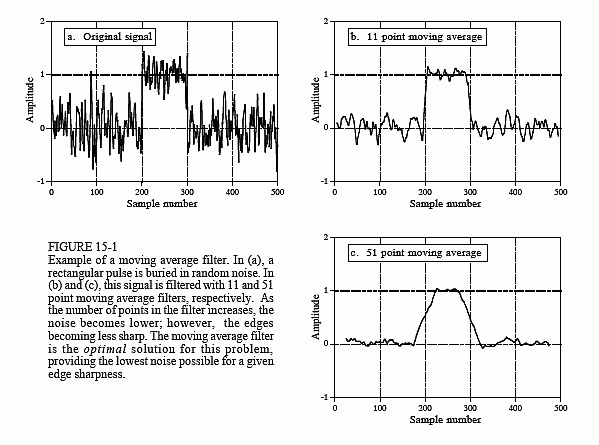 a. Original signal
2
1
0
-1
Amplitude
0 100 200 300 400 500
Sample number
b. 11 point moving average
2
1
0
-1
Amplitude
0 100 200 300 400 500
Sample number
FIGURE 15-1
Example of a moving average filter. In (a), a
rectangular pulse is buried in random noise. In
(b) and (c), this signal is filtered with 11 and 51
point moving average filters, respectively. As
the number of points in the filter increases, the
noise becomes lower; however, the edges
becoming less sharp. The moving average filter
is the optimal solution for this problem,
providing the lowest noise possible for a given
edge sharpness.
c. 51 point moving average
2
1
0
-1
Amplitude
0 100 200 300 400 500
Sample number